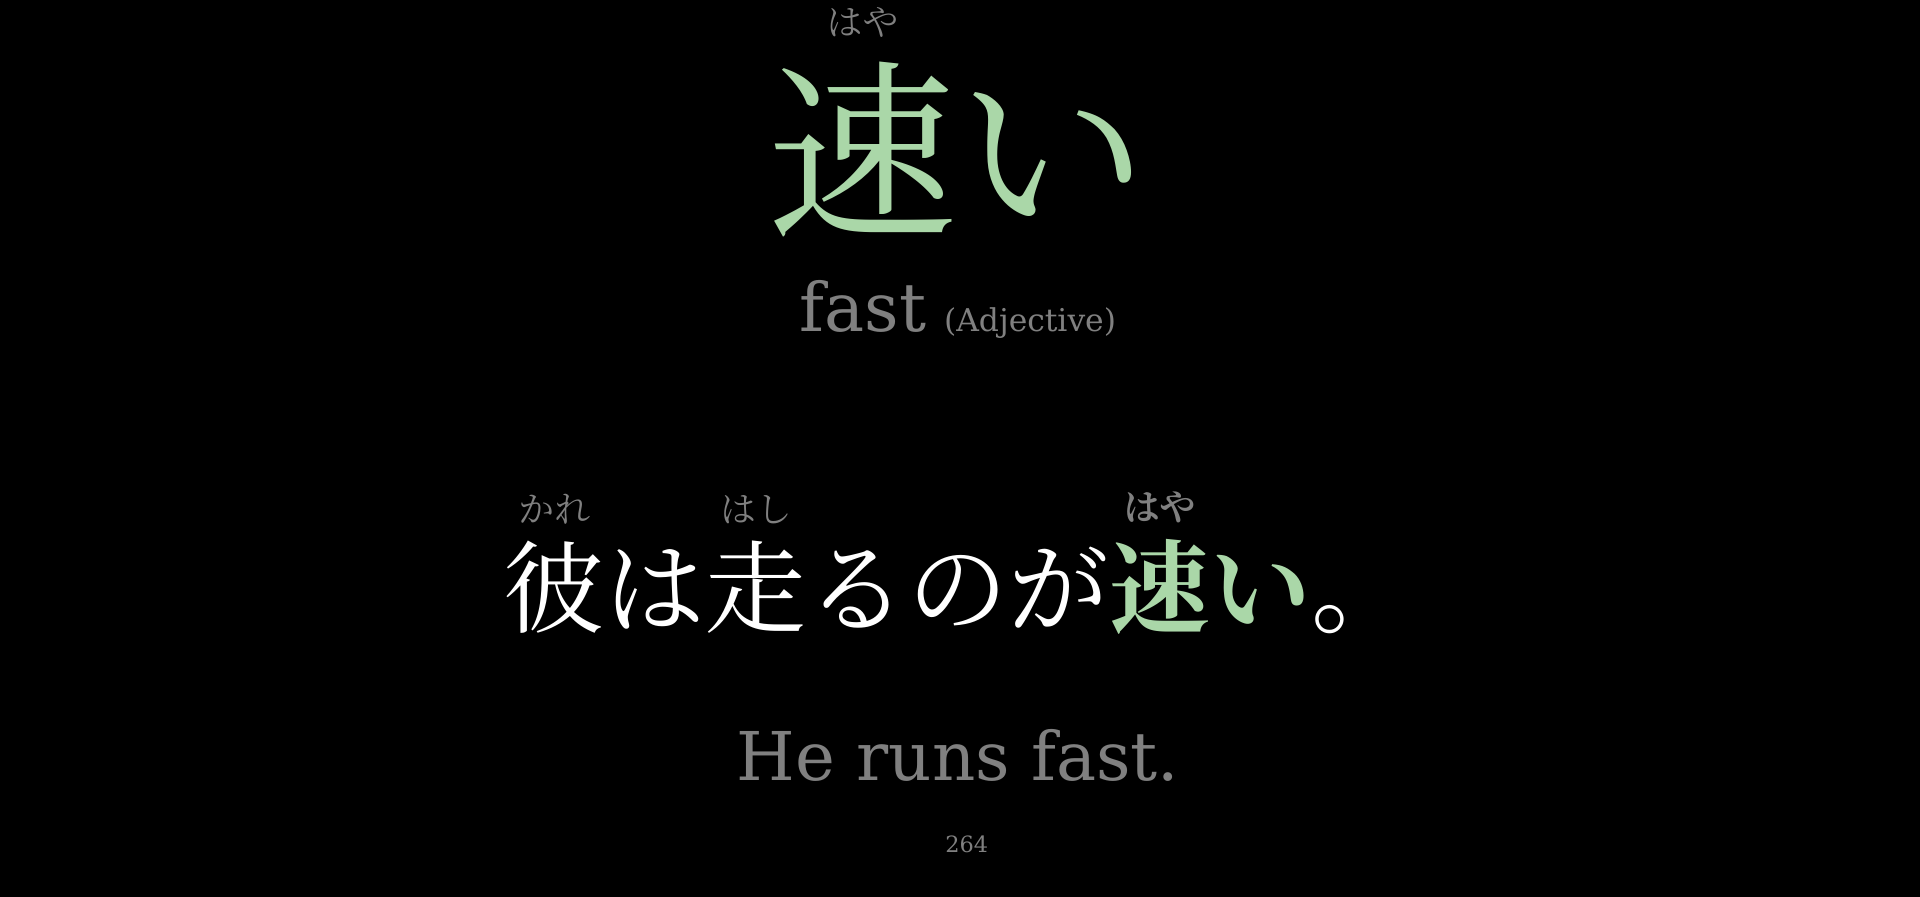 はや
速い
fast (Adjective)
かれ はし はや
彼は走るのが速い。
He runs fast.
264